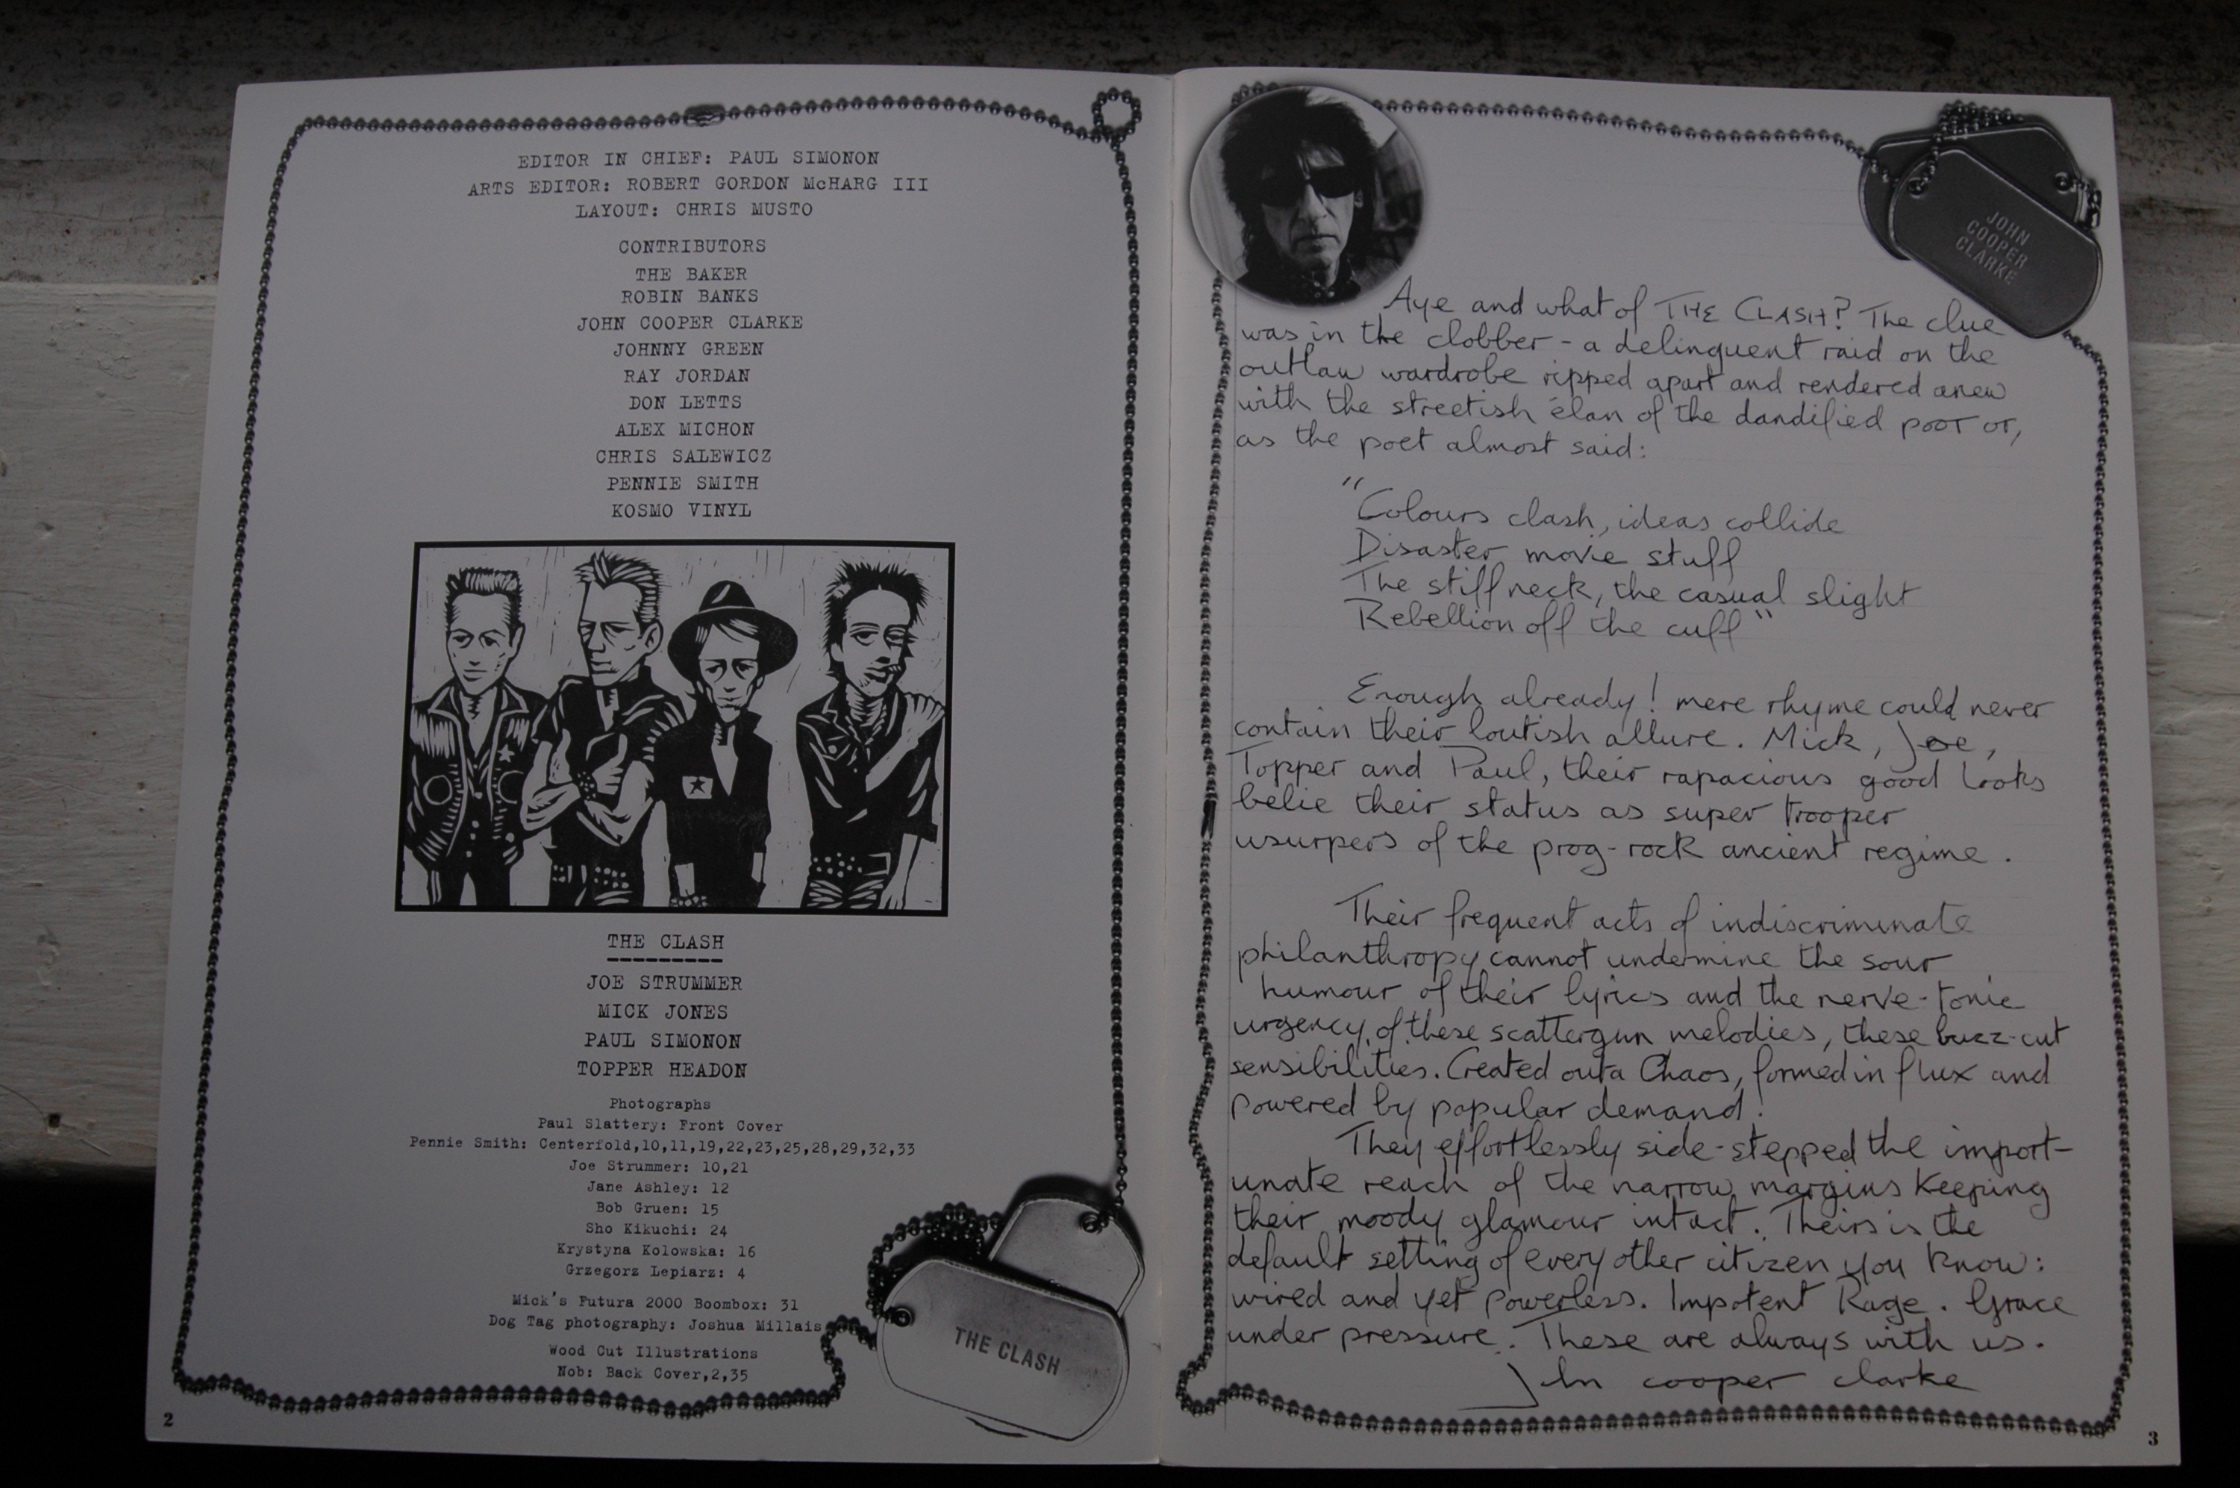 EDITOR IN CHIEF: PAUL SIMONON
ARTS EDITOR: ROBERT GORDON McHARG III
LAYOUT: CHRIS MUSTO
CONTRIBUTORS
THE BAKER
ROBIN BANKS
JOHN COOPER CLARKE
JOHNNY GREEN
RAY JORDAN
DON LETTS
ALEX MICHON
CHRIS SALEWICZ
PENNIE SMITH
KOSMO VINYL
THE CLASH
JOE STRUMMER
MICK JONES
PAUL SIMONON
TOPPER HEADON
Photographs
Paul Slattery: Front Cover
Pennie Smith: Centerfold,10,11,19,22,23,25,28,29,32,33
Joe Strummer: 10,21
Jane Ashley: 12
Bob Gruen: 15
Sho Kikuchi: 24
Krystyna Kolowska: 16
Grzegorz Lepiarz: 4
Mick's Futura 2000 Boombox: 31
Dog Tag photography: Joshua Millais
Wood Cut Illustrations
Nob: Back Cover,2,35
THE CLASH
2
JOHN
COOPER
CLARKE
Aye and what of THE CLASH? The clue
was in the clobber - a delinquent raid on the
outlaw wardrobe ripped apart and rendered anew
with the streetish élan of the dandified poor or,
as the poet almost said:
"Colours clash, ideas collide
Disaster movie stuff
The stiff neck, the casual slight
Rebellion off the cuff"
Enough already! mere rhyme could never
contain their loutish allure. Mick, Joe,
Topper and Paul, their rapacious good looks
belie their status as super trooper
usurpers of the prog-rock ancient regime.
Their frequent acts of indiscriminate
philanthropy cannot undermine the sour
humour of their lyrics and the nerve-tonic
urgency of these scattergun melodies, these buzz-cut
sensibilities. Created outa Chaos, formed in flux and
powered by popular demand.
They effortlessly side-stepped the import-
unate reach of the narrow margins keeping
their moody glamour intact. Theirs is the
default setting of every other citizen you know:
wired and yet powerless. Impotent Rage. Grace
under pressure. These are always with us.
John cooper clarke
3